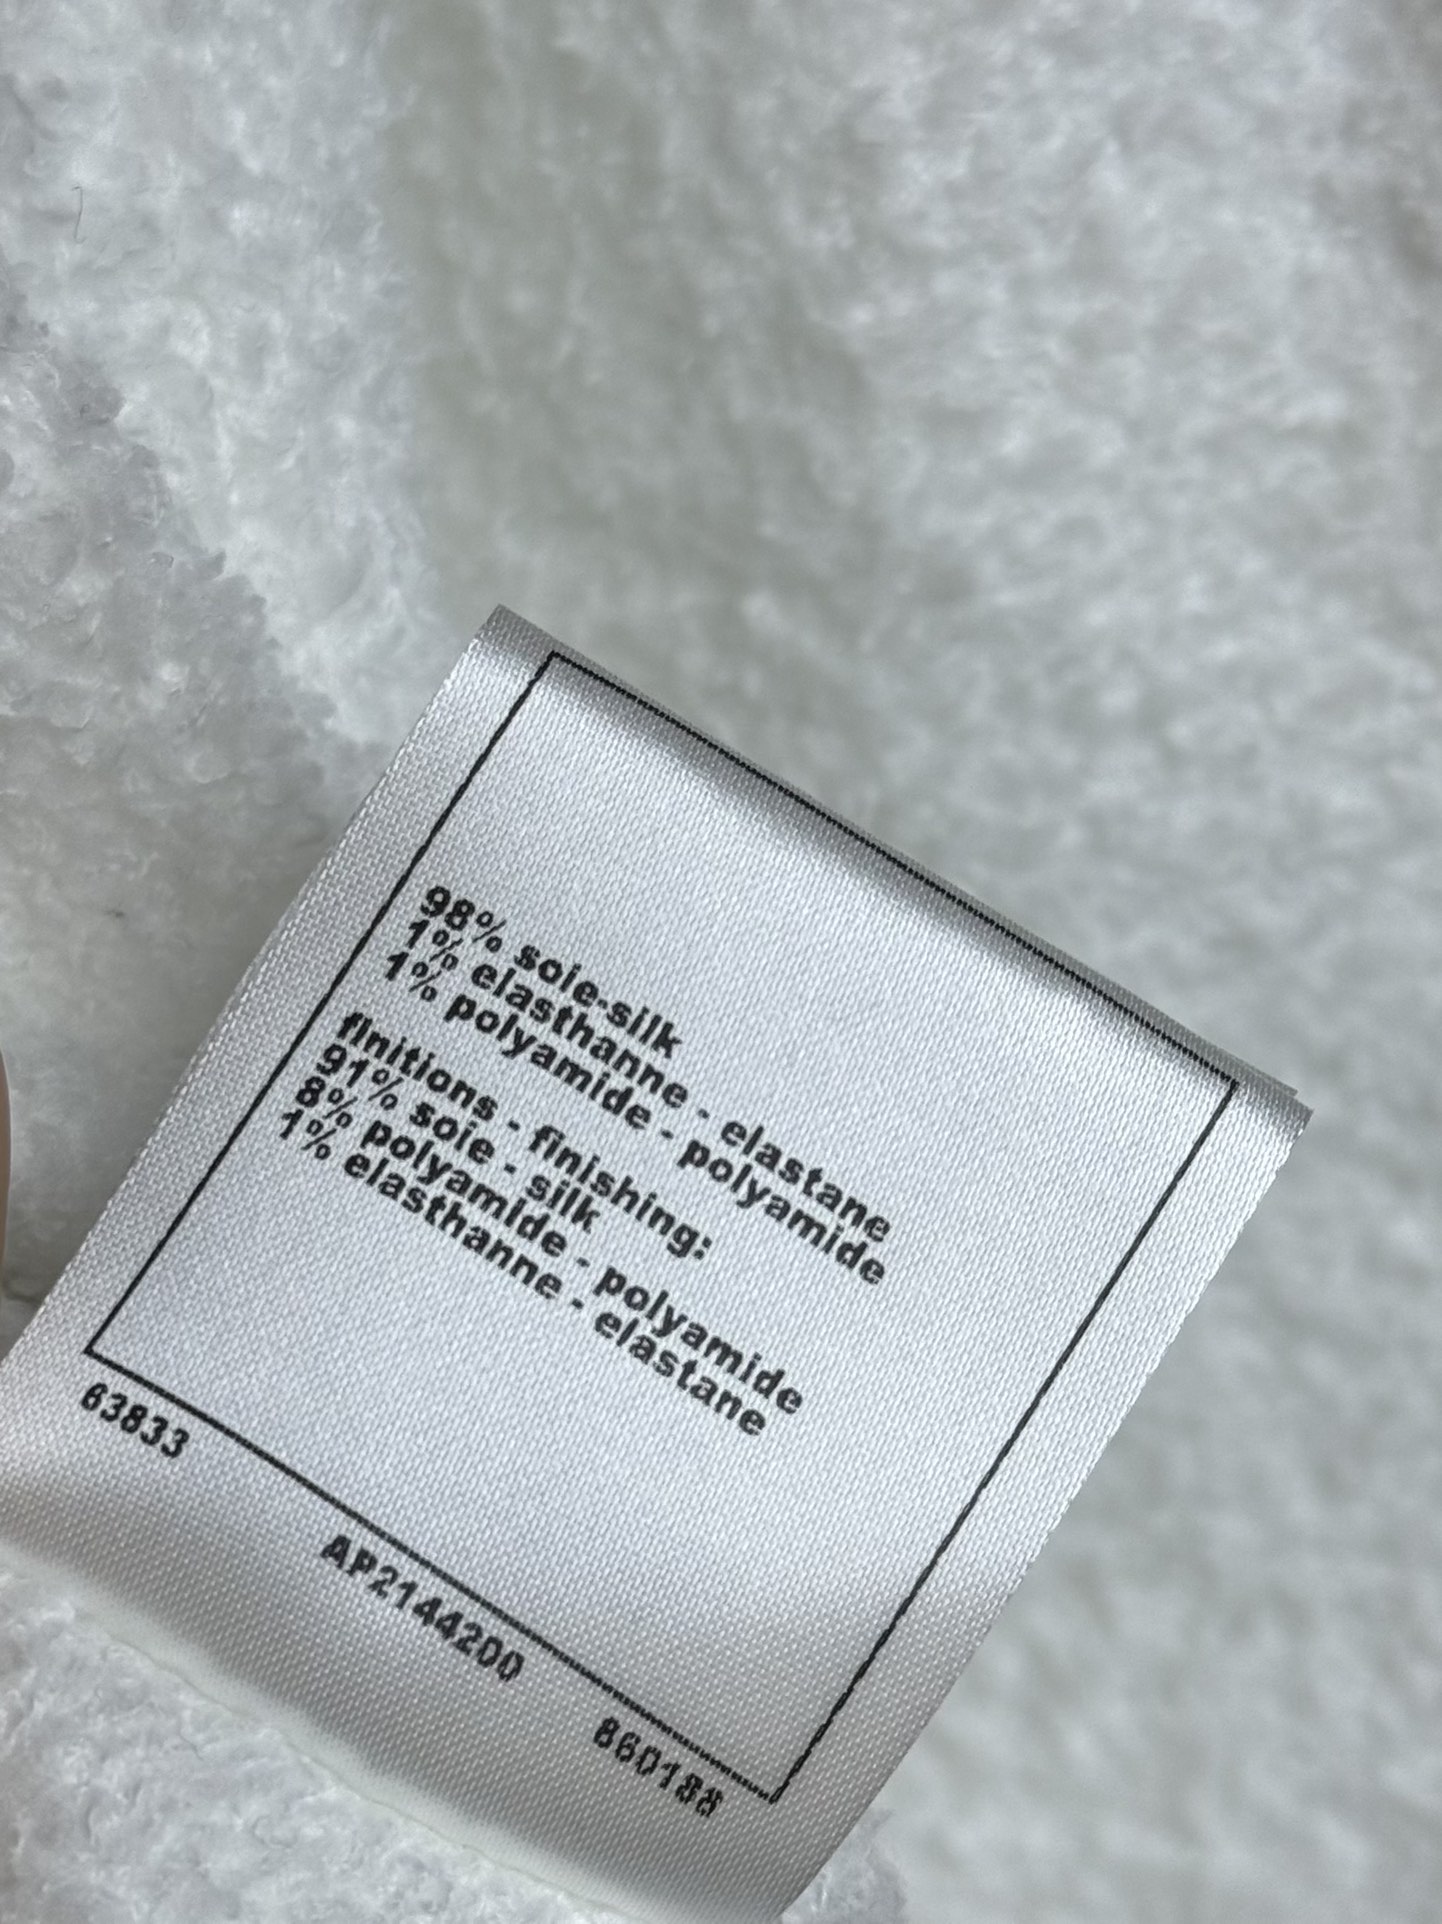 98% soie-silk
1% elasthanne - elastane
1% polyamide - polyamide
finitions - finishing:
91% soie - silk
8% polyamide - polyamide
1% elasthanne - elastane
63833
AP2144200
860188